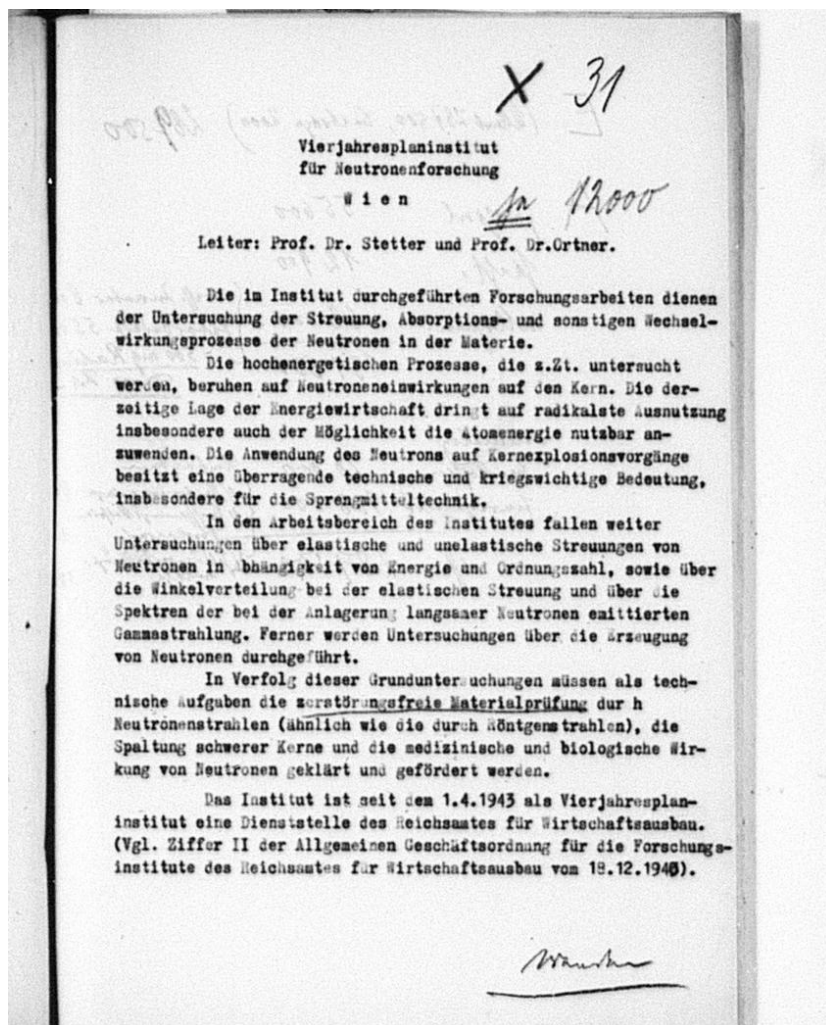 X 31
Vierjahresplaninstitut
für Neutronenforschung
Wien
ja 12000
Leiter: Prof. Dr. Stetter und Prof. Dr.Ortner.
Die im Institut durchgeführten Forschungsarbeiten dienen
der Untersuchung der Streuung, Absorptions- und sonstigen Wechsel-
wirkungsprozesse der Neutronen in der Materie.
Die hochenergetischen Prozesse, die z.Zt. untersucht
werden, beruhen auf Neutroneneinwirkungen auf den Kern. Die der-
zeitige Lage der Energiewirtschaft dringt auf radikalste Ausnutzung
insbesondere auch der Möglichkeit die Atomenergie nutzbar an-
zuwenden. Die Anwendung des Neutrons auf Kernexplosionsvorgänge
besitzt eine überragende technische und kriegswichtige Bedeutung,
insbesondere für die Sprengmitteltechnik.
In den Arbeitsbereich des Institutes fallen weiter
Untersuchungen über elastische und unelastische Streuungen von
Neutronen in Abhängigkeit von Energie und Ordnungszahl, sowie über
die Winkelverteilung bei der elastischen Streuung und über die
Spektren der bei der Anlagerung langsamer Neutronen emittierten
Gammastrahlung. Ferner werden Untersuchungen über die Erzeugung
von Neutronen durchgeführt.
In Verfolg dieser Grunduntersuchungen müssen als tech-
nische Aufgaben die zerstörungsfreie Materialprüfung durch
Neutronenstrahlen (ähnlich wie die durch Röntgenstrahlen), die
Spaltung schwerer Kerne und die medizinische und biologische Wir-
kung von Neutronen geklärt und gefördert werden.
Das Institut ist seit dem 1.4.1943 als Vierjahresplan-
institut eine Dienststelle des Reichsamtes für Wirtschaftsausbau.
(Vgl. Ziffer II der Allgemeinen Geschäftsordnung für die Forschungs-
institute des Reichsamtes für Wirtschaftsausbau vom 18.12.1940).